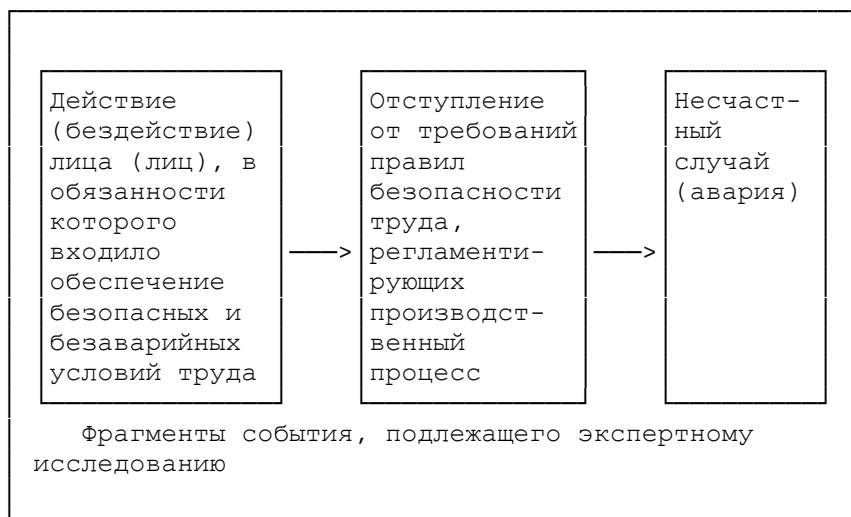 Действие
(бездействие)
лица (лиц), в
обязанности
которого
входило
обеспечение
безопасных и
безаварийных
условий труда
Отступление
от требований
правил
безопасности
труда,
регламенти-
рующих
производст-
венный
процесс
Несчаст-
ный
случай
(авария)
Фрагменты события, подлежащего экспертному
исследованию